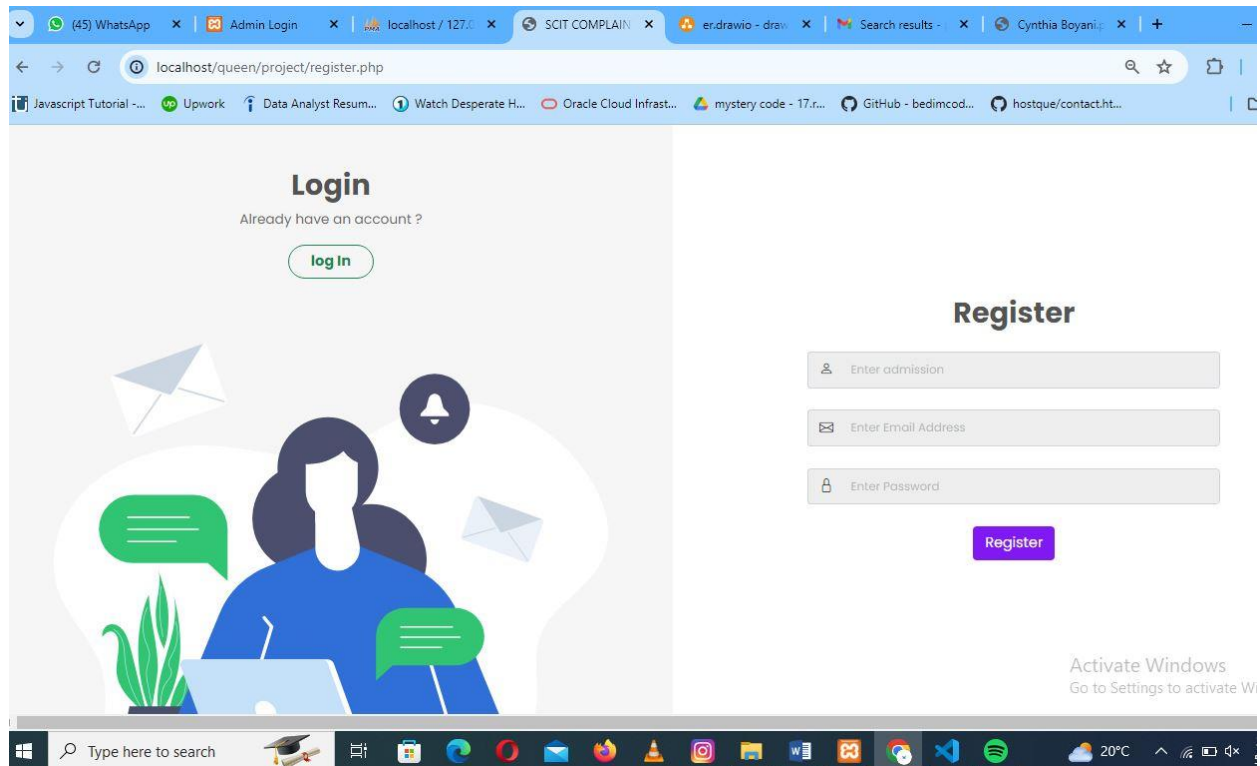 (45) WhatsApp
Admin Login
localhost / 127.0
SCIT COMPLAIN
er.drawio - draw
Search results -
Cynthia Boyani.p
localhost/queen/project/register.php
Javascript Tutorial -...
Upwork
Data Analyst Resum...
Watch Desperate H...
Oracle Cloud Infrast...
mystery code - 17.r...
GitHub - bedimcod...
hostque/contact.ht...
Login
Already have an account ?
log In
Register
Enter admission
Enter Email Address
Enter Password
Register
Activate Windows
Go to Settings to activate Wi
Type here to search
20°C